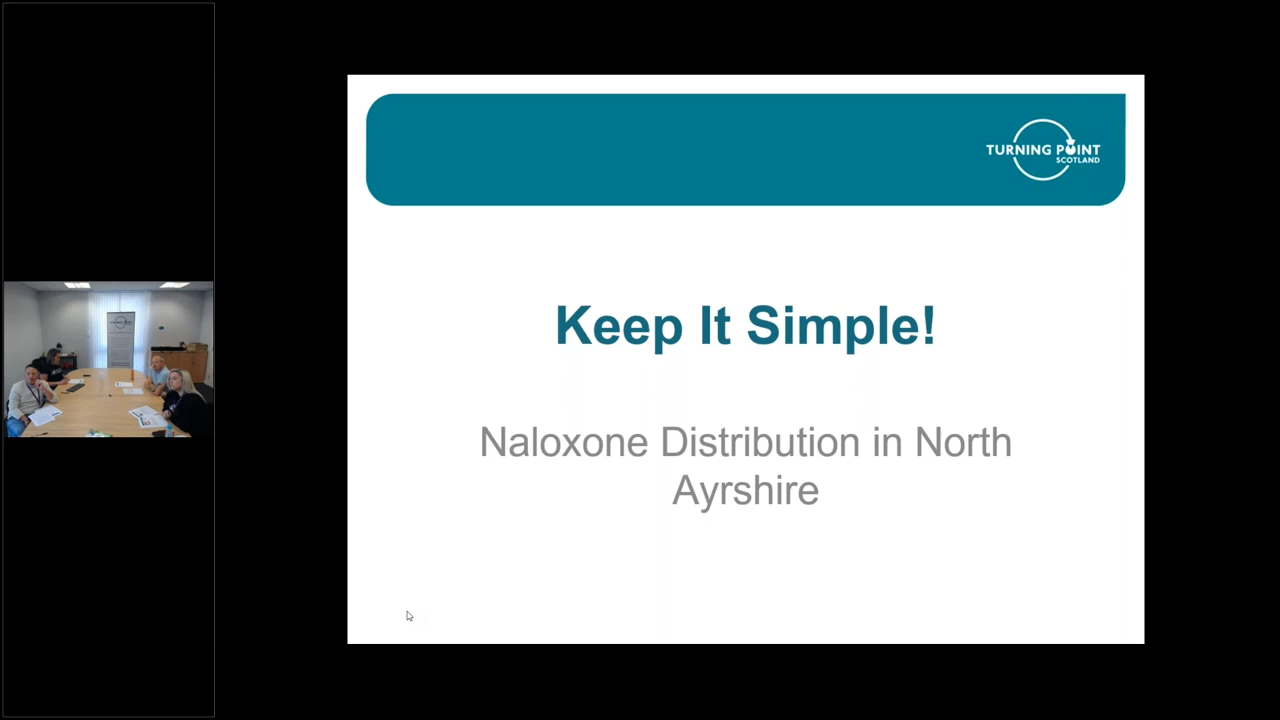 TURNING POINT
SCOTLAND
Keep It Simple!
Naloxone Distribution in North
Ayrshire